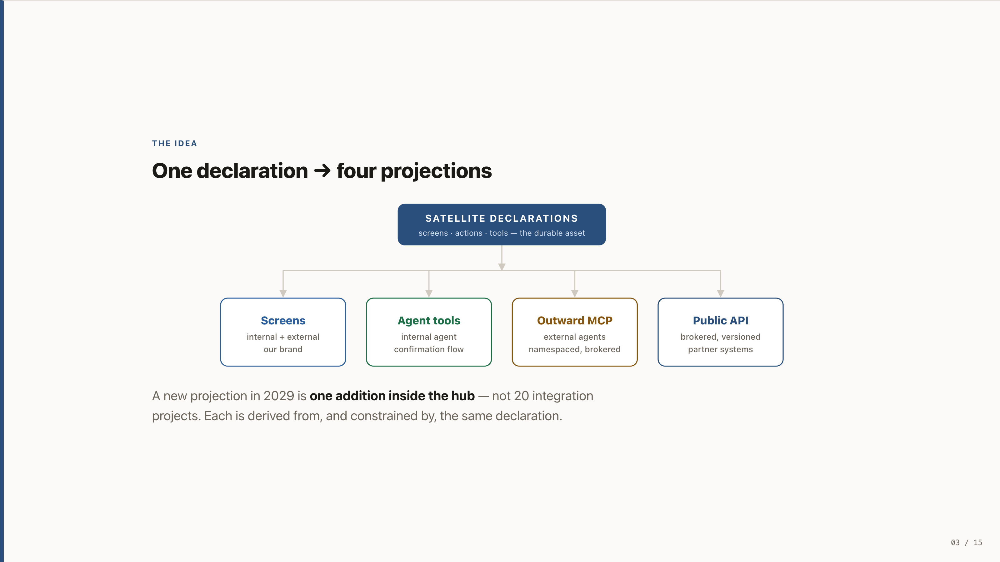 THE IDEA
One declaration → four projections
SATELLITE DECLARATIONS
screens · actions · tools — the durable asset
Screens
internal + external
our brand
Agent tools
internal agent
confirmation flow
Outward MCP
external agents
namespaced, brokered
Public API
brokered, versioned
partner systems
A new projection in 2029 is one addition inside the hub — not 20 integration
projects. Each is derived from, and constrained by, the same declaration.
03 / 15